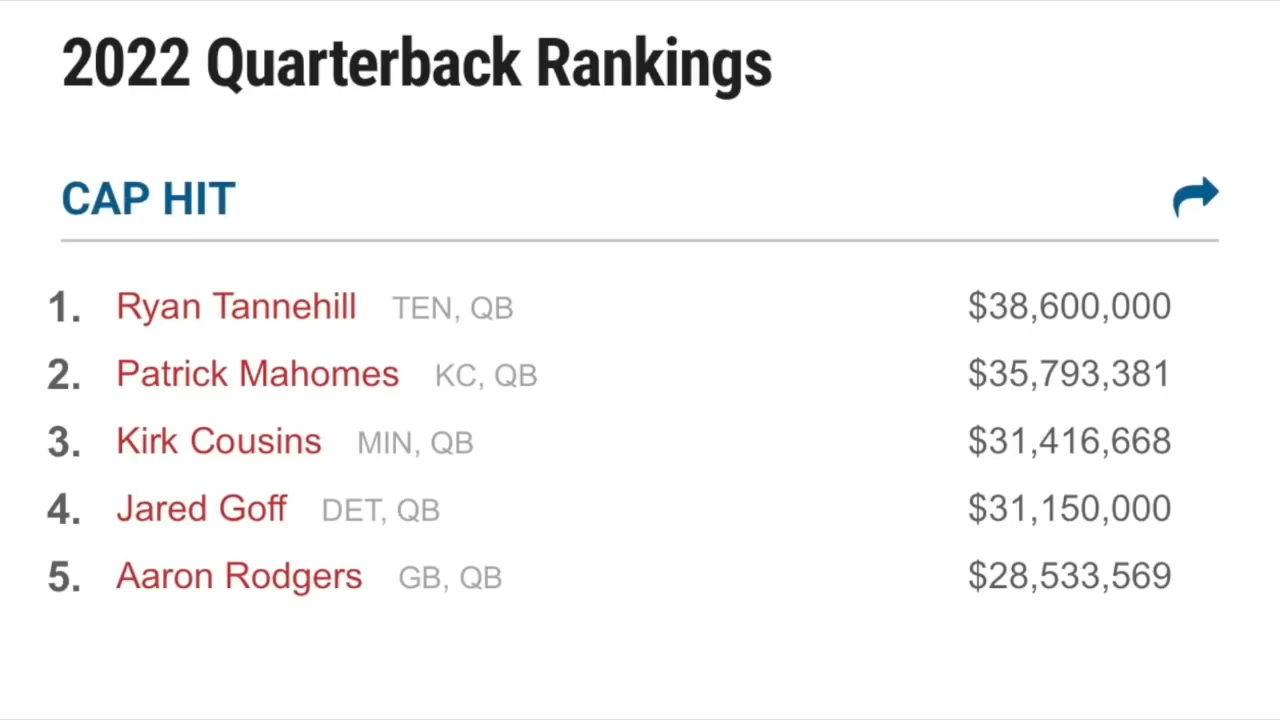 2022 Quarterback Rankings
CAP HIT
1. Ryan Tannehill TEN, QB $38,600,000
2. Patrick Mahomes KC, QB $35,793,381
3. Kirk Cousins MIN, QB $31,416,668
4. Jared Goff DET, QB $31,150,000
5. Aaron Rodgers GB, QB $28,533,569